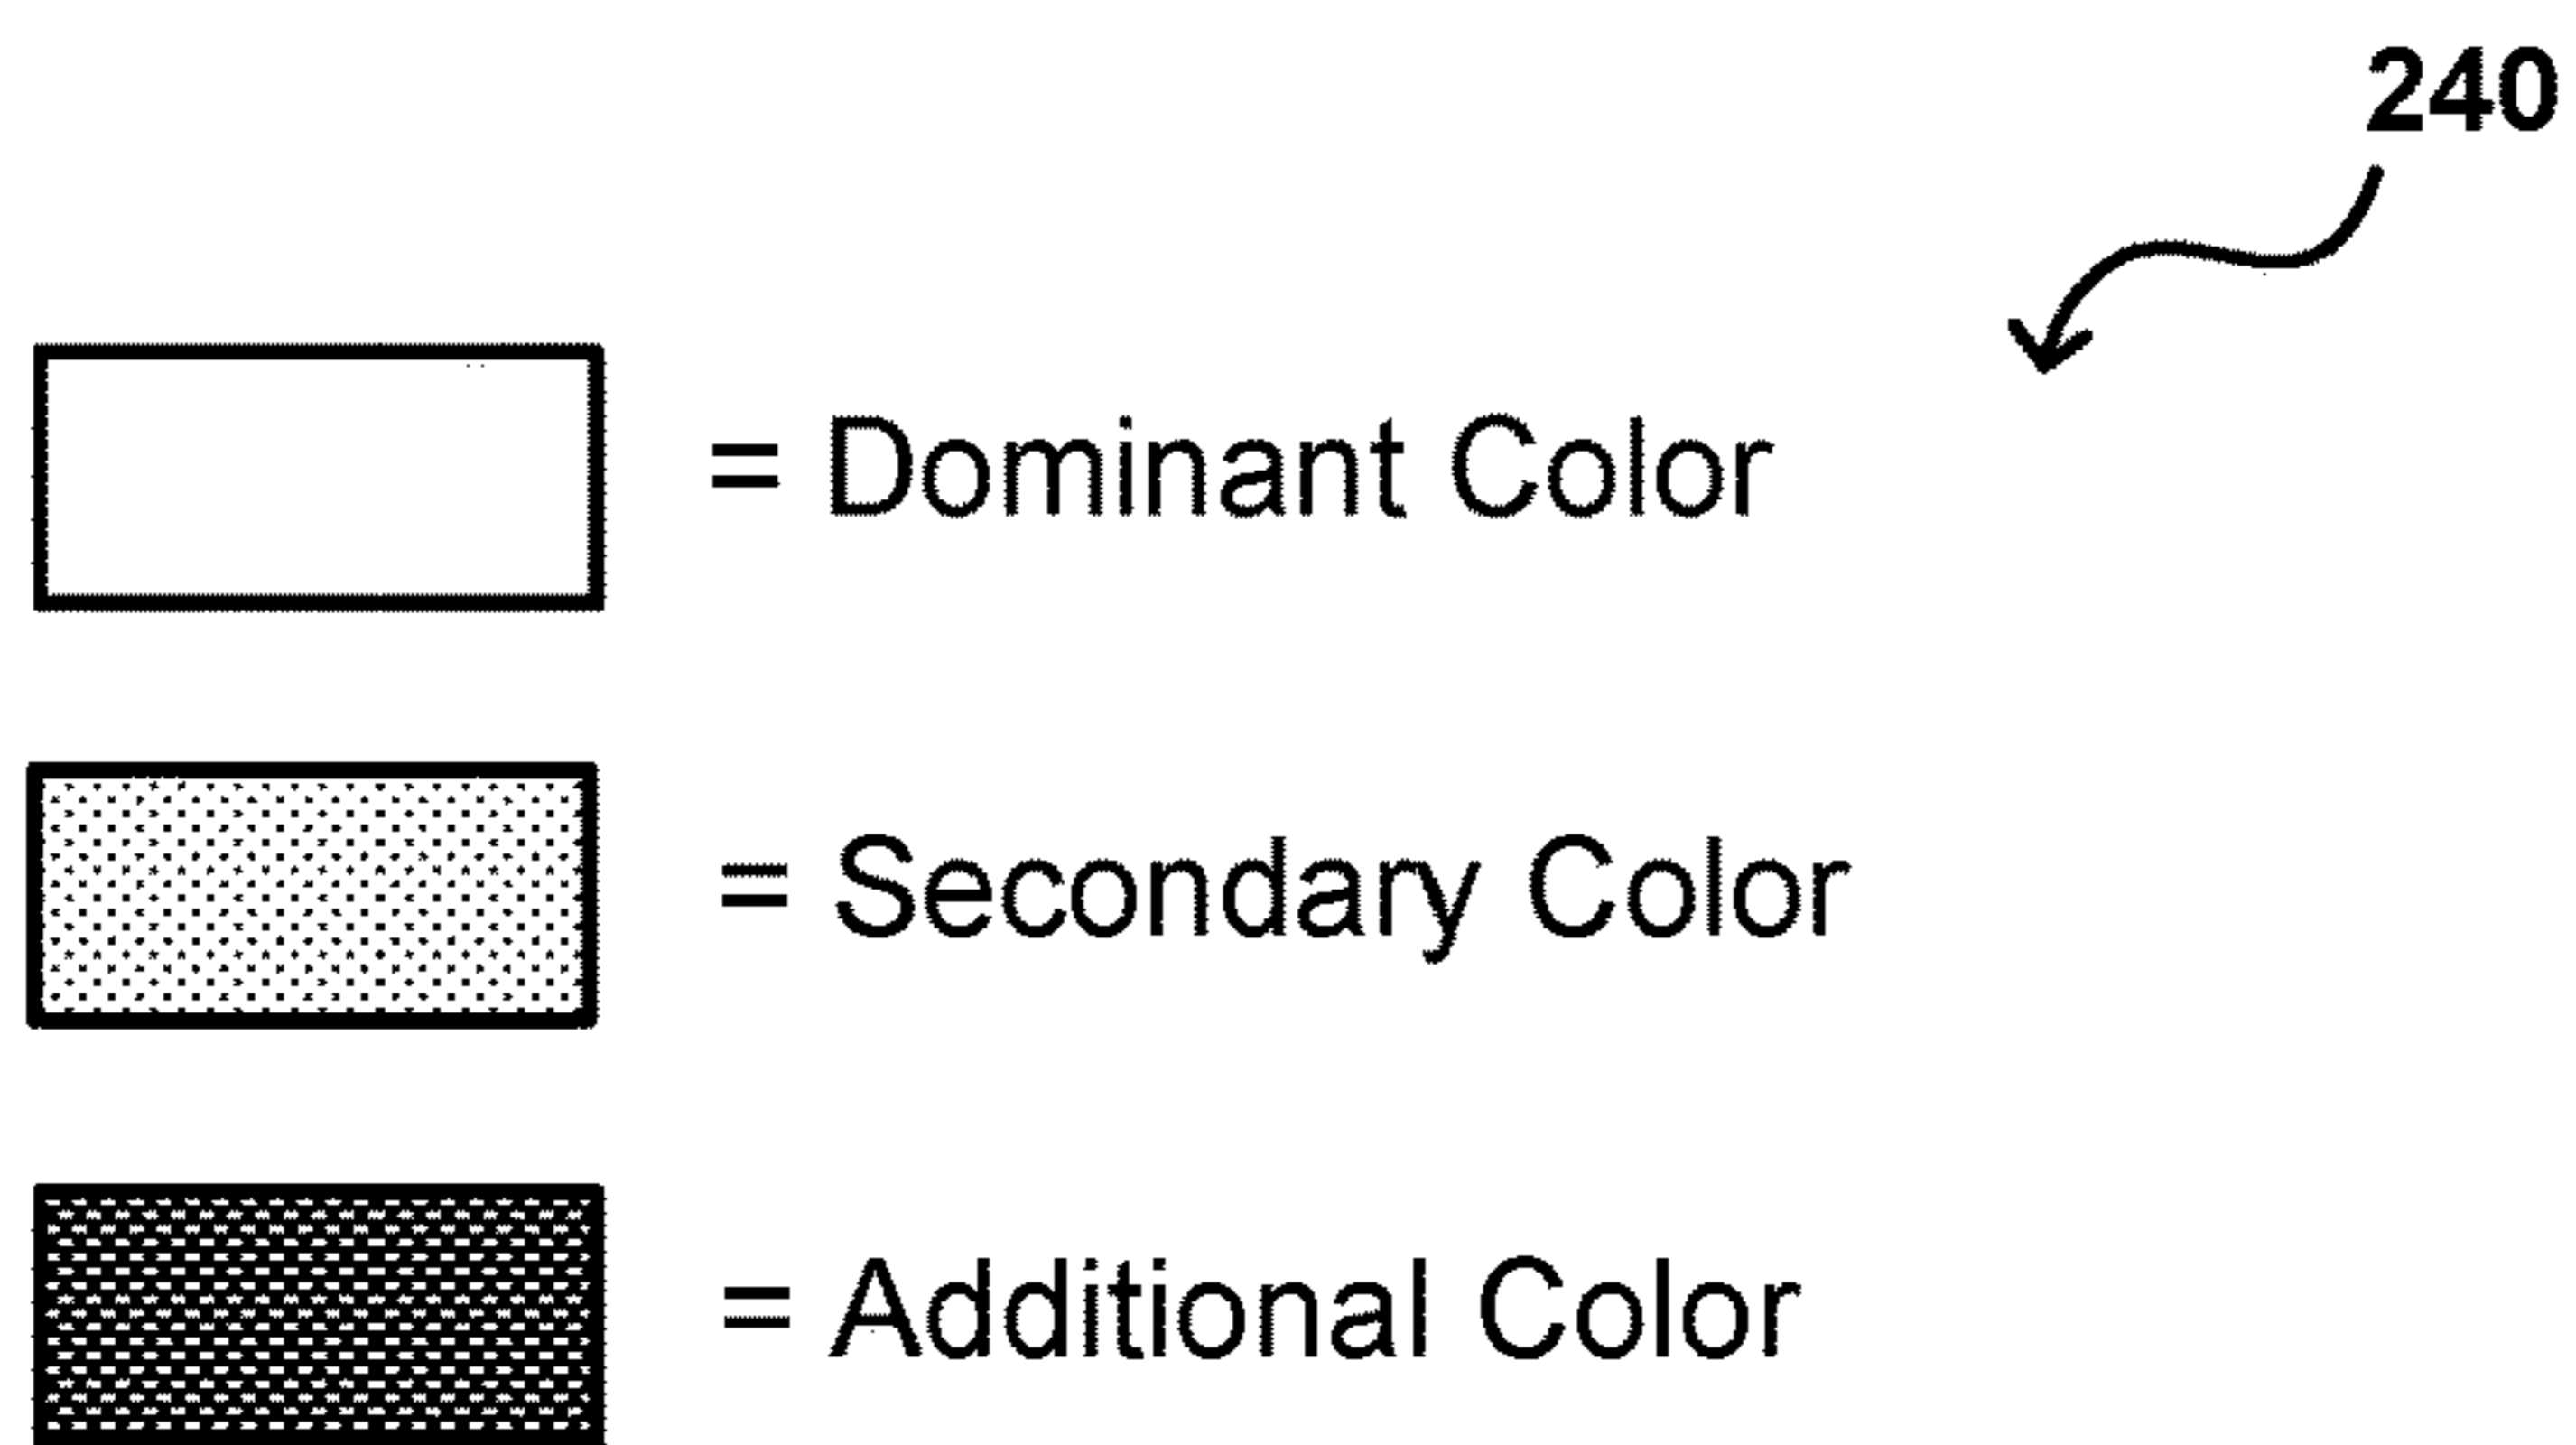 240
= Dominant Color
= Secondary Color
= Additional Color